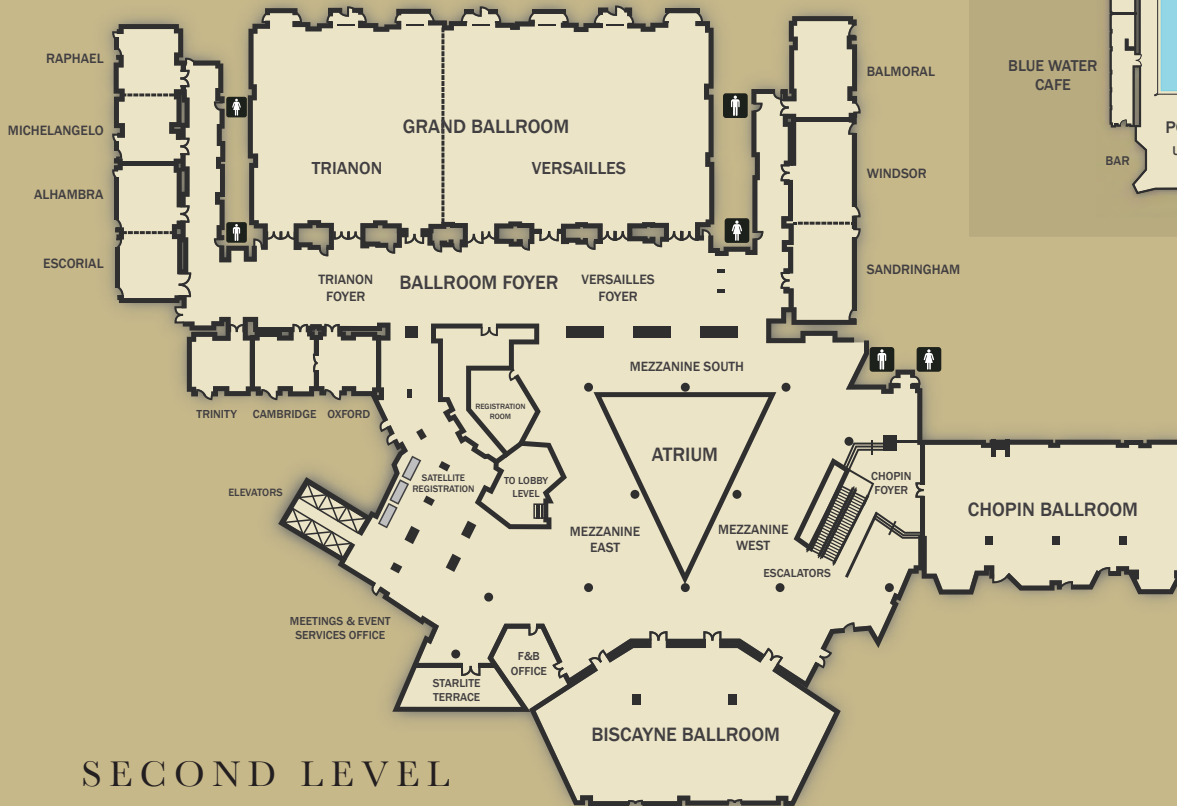 RAPHAEL
MICHELANGELO
ALHAMBRA
ESCORIAL
GRAND BALLROOM
TRIANON
VERSAILLES
BALMORAL
WINDSOR
SANDRINGHAM
BLUE WATER
CAFE
BAR
TRIANON
FOYER
BALLROOM FOYER
VERSAILLES
FOYER
MEZZANINE SOUTH
TRINITY
CAMBRIDGE
OXFORD
REGISTRATION
ROOM
ATRIUM
ELEVATORS
SATELLITE
REGISTRATION
TO LOBBY
LEVEL
CHOPIN
FOYER
CHOPIN BALLROOM
MEZZANINE
EAST
MEZZANINE
WEST
ESCALATORS
MEETINGS & EVENT
SERVICES OFFICE
F&B
OFFICE
STARLITE
TERRACE
BISCAYNE BALLROOM
SECOND LEVEL